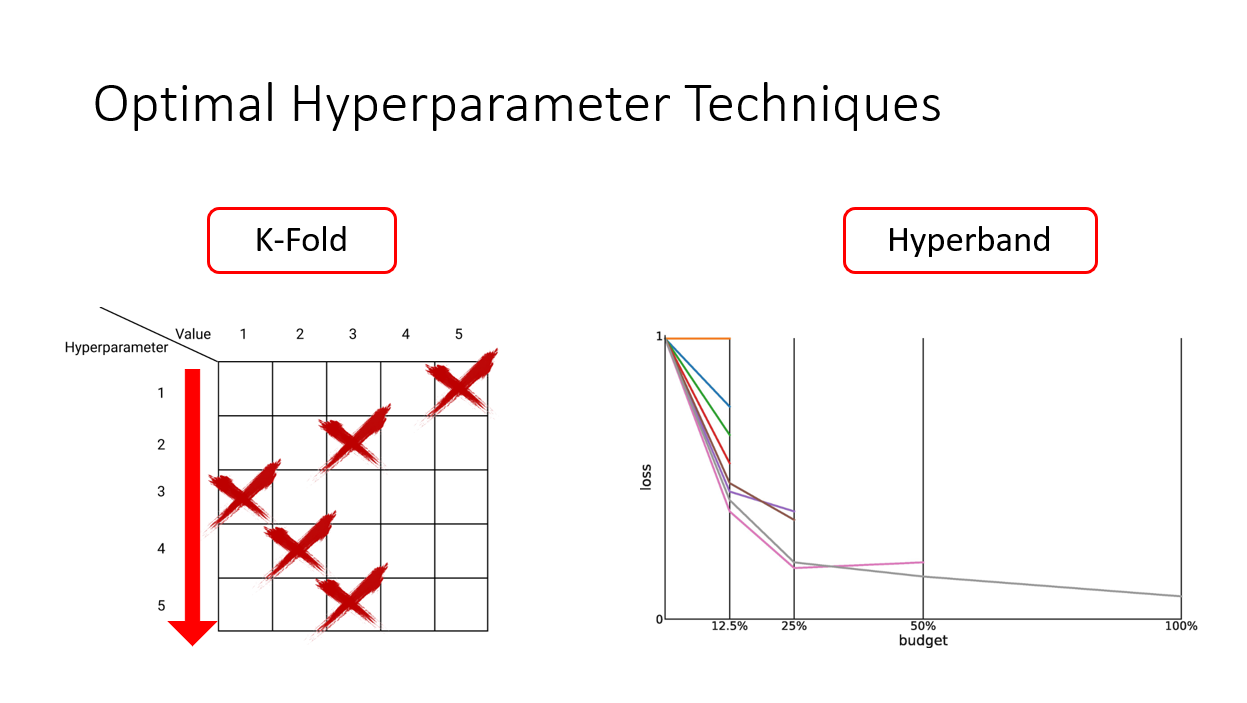 Optimal Hyperparameter Techniques
K-Fold
Hyperband
Value 1 2 3 4 5
Hyperparameter
1
2
3
4
5
1
loss
0
12.5% 25% 50% 100%
budget